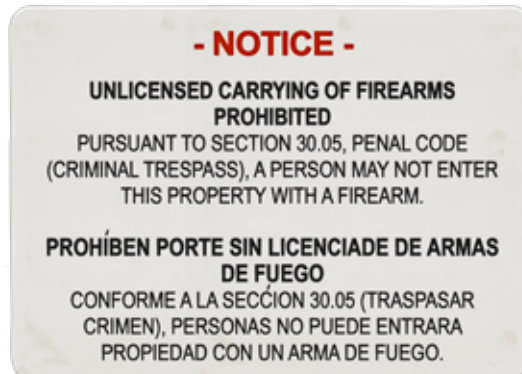 - NOTICE -
UNLICENSED CARRYING OF FIREARMS
PROHIBITED
PURSUANT TO SECTION 30.05, PENAL CODE
(CRIMINAL TRESPASS), A PERSON MAY NOT ENTER
THIS PROPERTY WITH A FIREARM.
PROHÍBEN PORTE SIN LICENCIADE DE ARMAS
DE FUEGO
CONFORME A LA SECĆION 30.05 (TRASPASAR
CRIMEN), PERSONAS NO PUEDE ENTRARA
PROPIEDAD CON UN ARMA DE FUEGO.